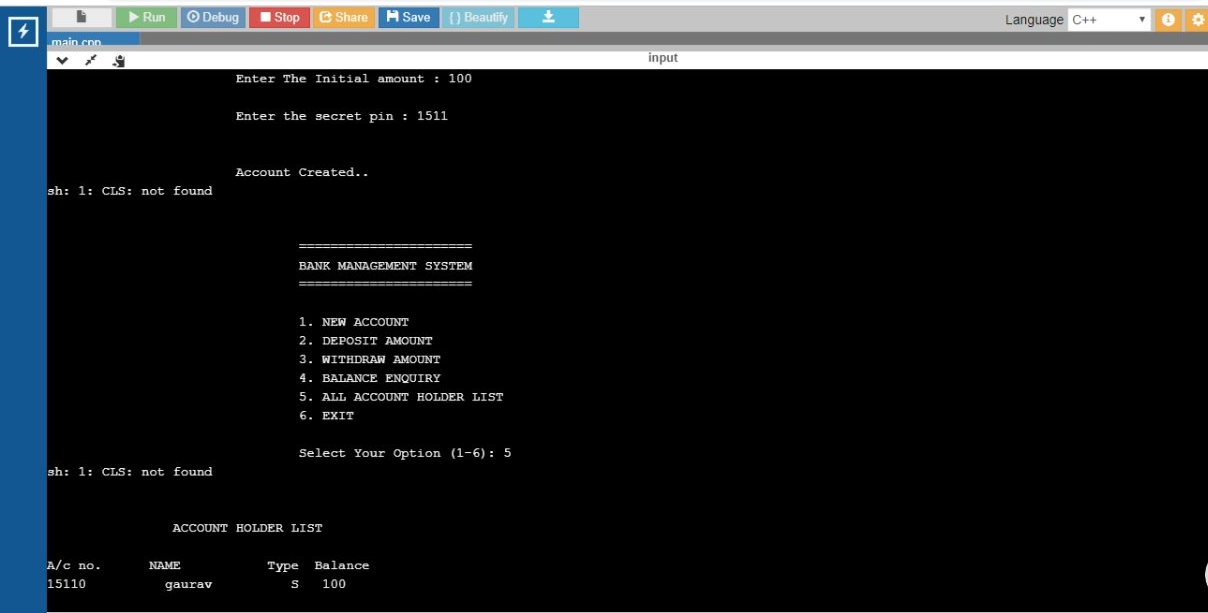 Run Debug Stop Share Save { } Beautify Language C++
main.cpp
input
Enter The Initial amount : 100
Enter the secret pin : 1511
Account Created..
sh: 1: CLS: not found
======================
BANK MANAGEMENT SYSTEM
======================
1. NEW ACCOUNT
2. DEPOSIT AMOUNT
3. WITHDRAW AMOUNT
4. BALANCE ENQUIRY
5. ALL ACCOUNT HOLDER LIST
6. EXIT
Select Your Option (1-6): 5
sh: 1: CLS: not found
ACCOUNT HOLDER LIST
A/c no. NAME Type Balance
15110 gaurav S 100